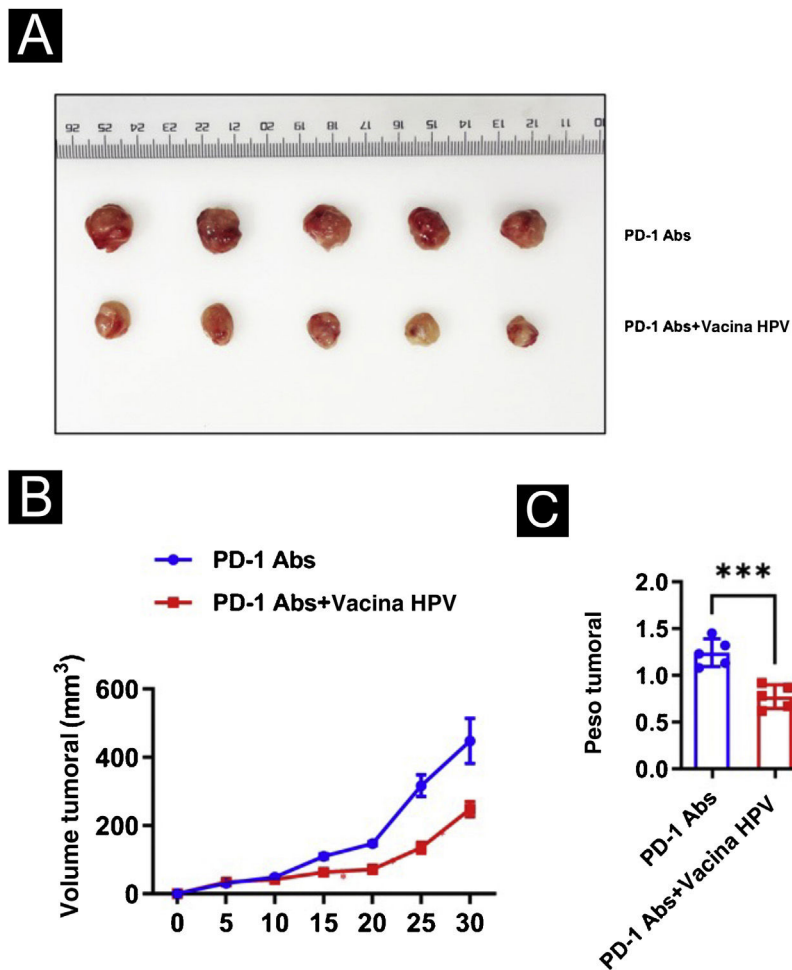 A
26 25 24 23 22 21 20 19 18 17 16 15 14 13 12 11 10
PD-1 Abs
PD-1 Abs+Vacina HPV
B
PD-1 Abs
PD-1 Abs+Vacina HPV
Volume tumoral (mm³)
600
400
200
0
0 5 10 15 20 25 30
C
***
Peso tumoral
2.0
1.5
1.0
0.5
0.0
PD-1 Abs
PD-1 Abs+Vacina HPV